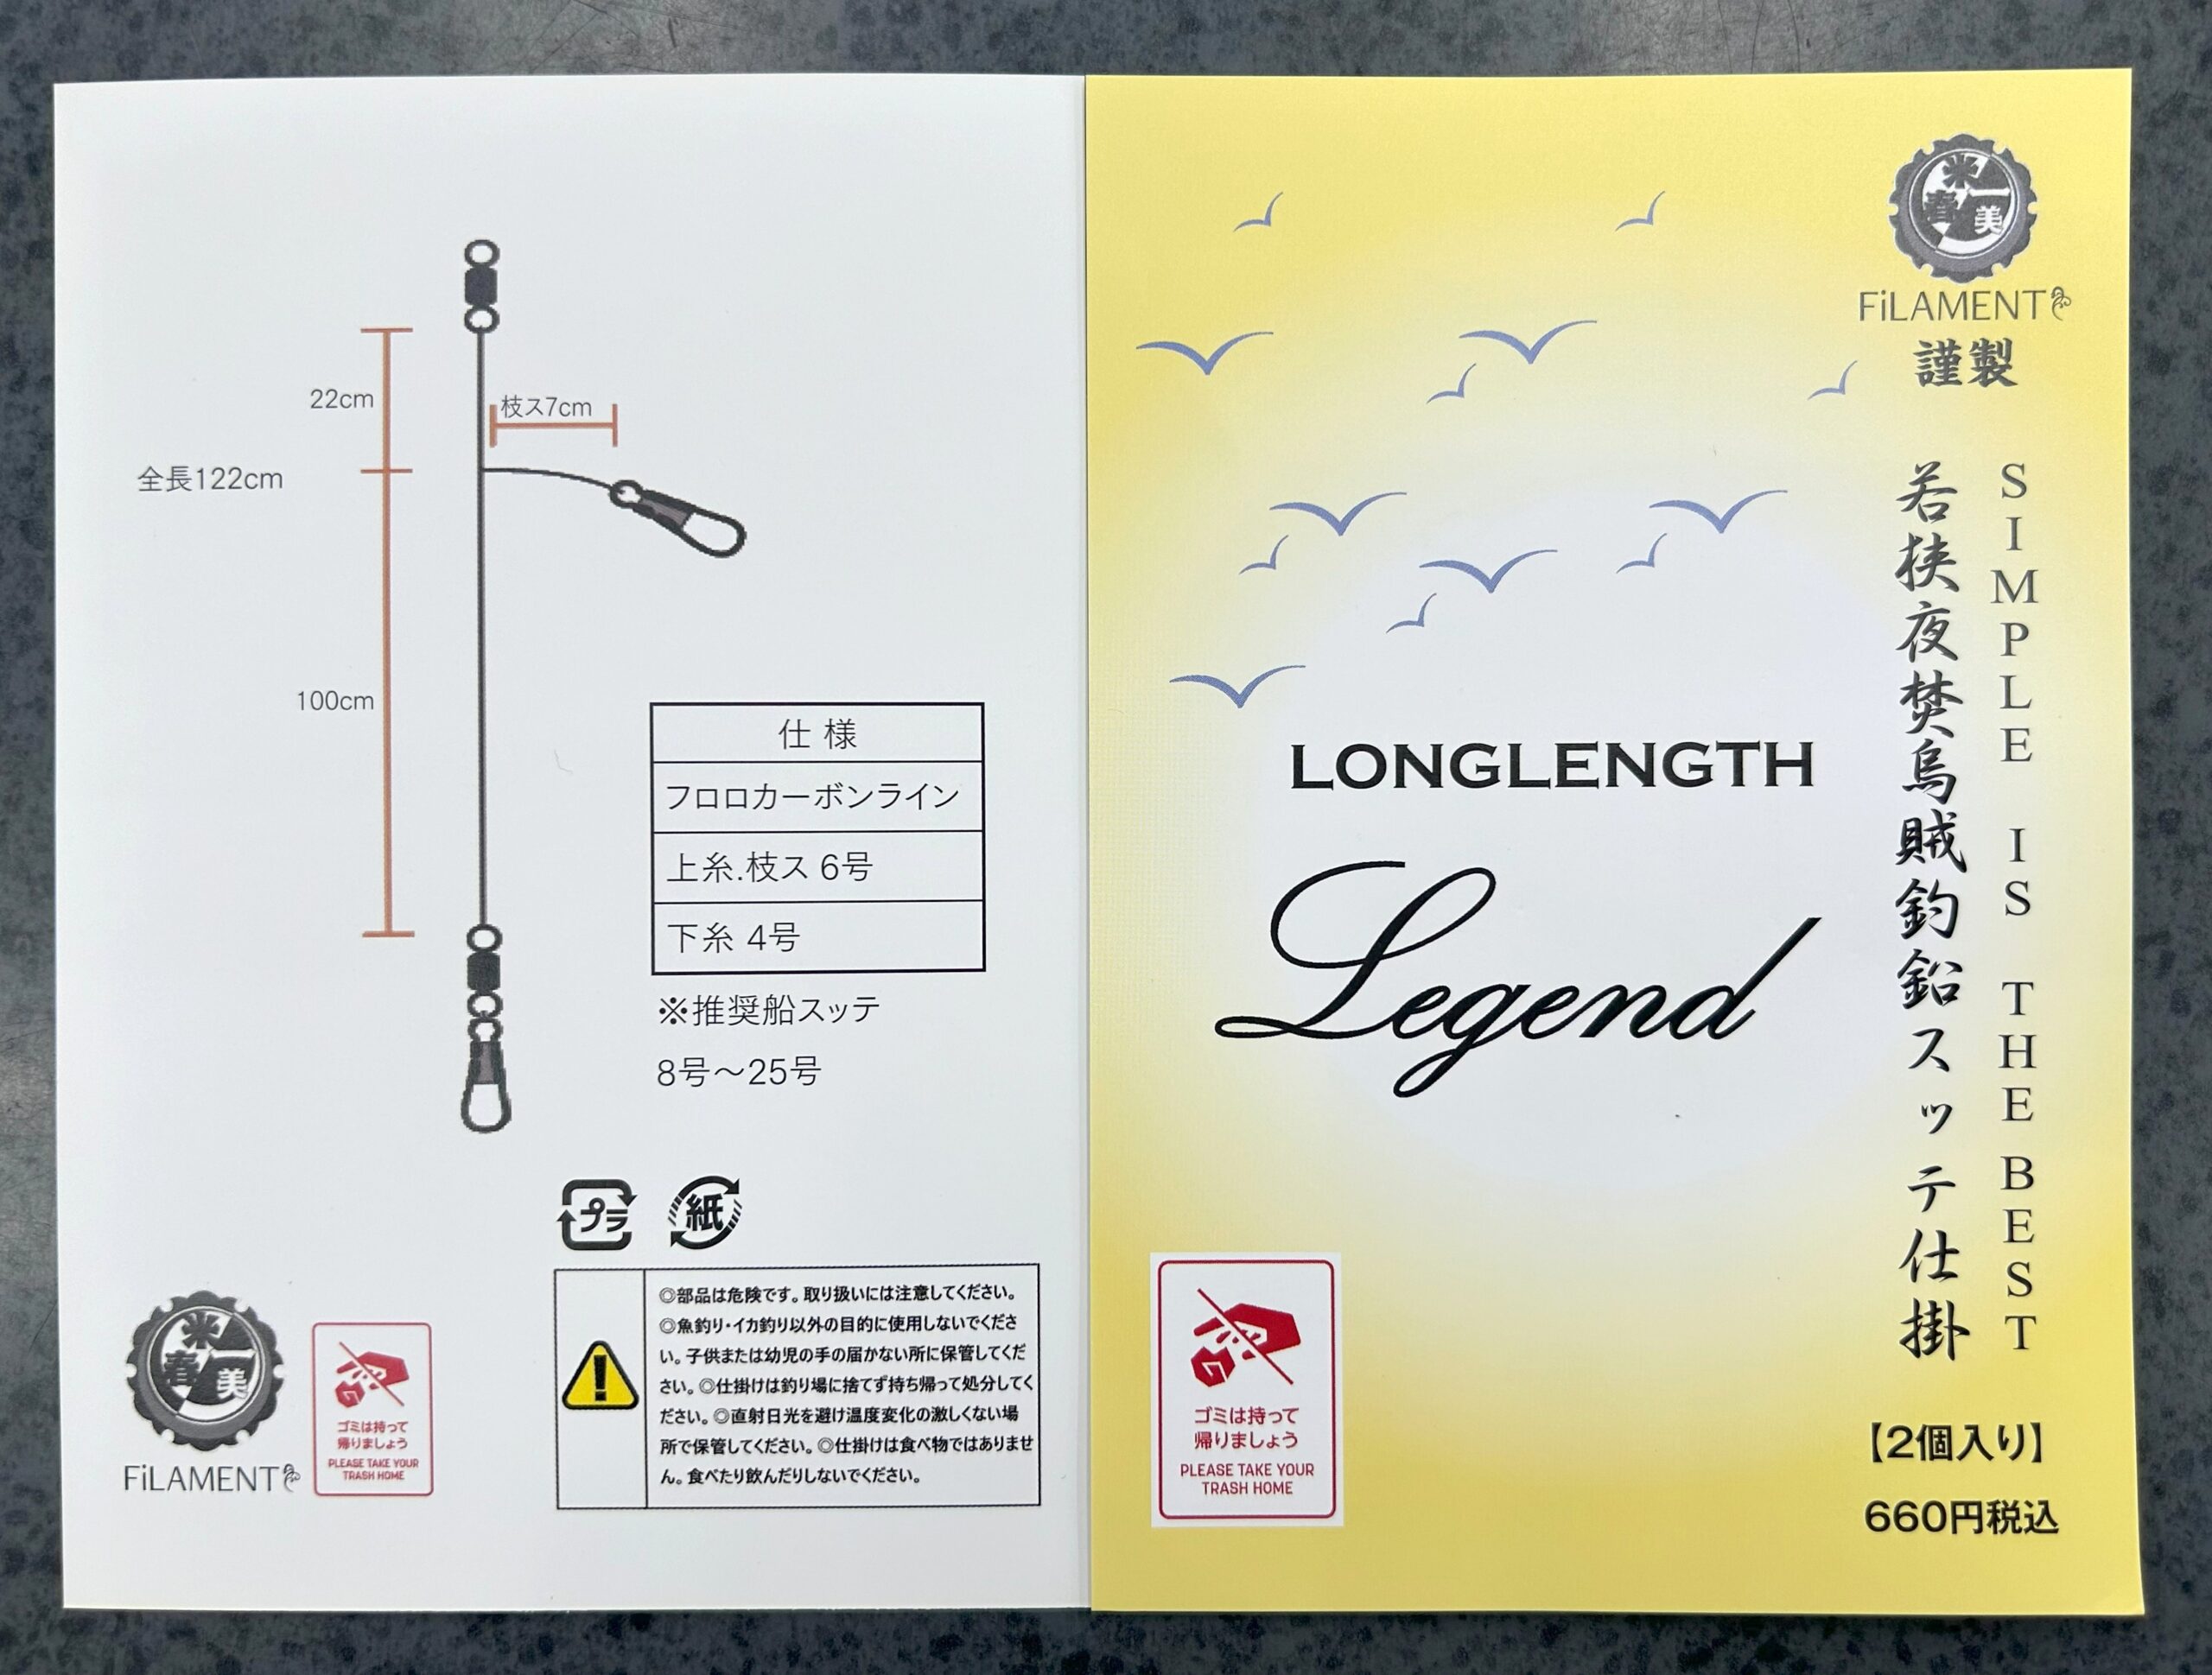 22cm
枝ス7cm
全長122cm
100cm
仕 様
フロロカーボンライン
上糸.枝ス 6号
下糸 4号
※推奨船スッテ
8号〜25号
プラ
紙
◎部品は危険です。取り扱いには注意してください。
◎魚釣り・イカ釣り以外の目的に使用しないでくださ
い。子供または幼児の手の届かない所に保管してくだ
さい。◎仕掛けは釣り場に捨てず持ち帰って処分してく
ださい。◎直射日光を避け温度変化の激しくない場
所で保管してください。◎仕掛けは食べ物ではありませ
ん。食べたり飲んだりしないでください。
米
春一美
FiLAMENT
ゴミは持って
帰りましょう
PLEASE TAKE YOUR
TRASH HOME
米
春一美
FiLAMENT
謹製
SIMPLE IS THE BEST
若狭夜焚烏賊釣鉛スッテ仕掛
LONGLENGTH
Legend
ゴミは持って
帰りましょう
PLEASE TAKE YOUR
TRASH HOME
【2個入り】
660円税込